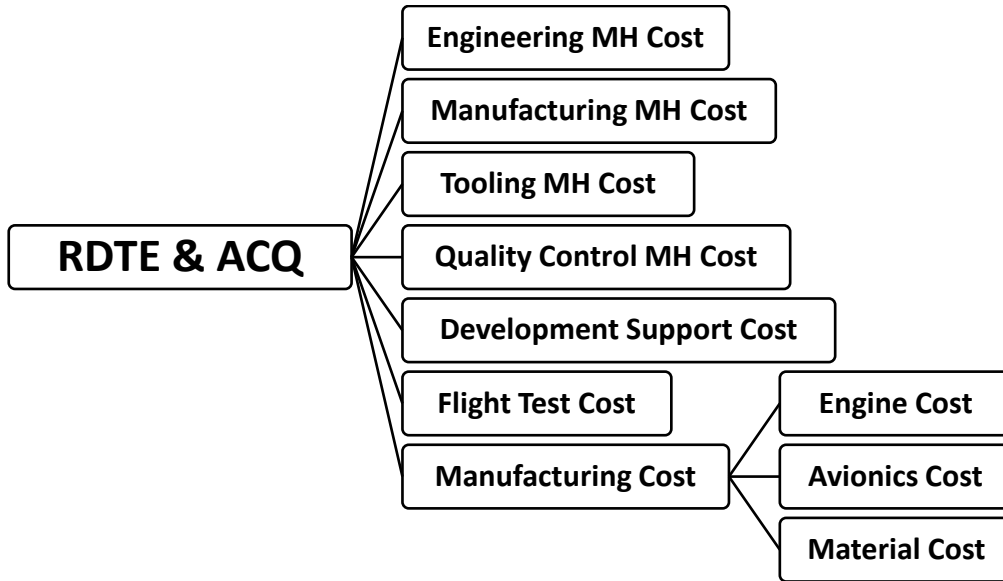 Engineering MH Cost
Manufacturing MH Cost
Tooling MH Cost
RDTE & ACQ
Quality Control MH Cost
Development Support Cost
Flight Test Cost
Engine Cost
Manufacturing Cost
Avionics Cost
Material Cost